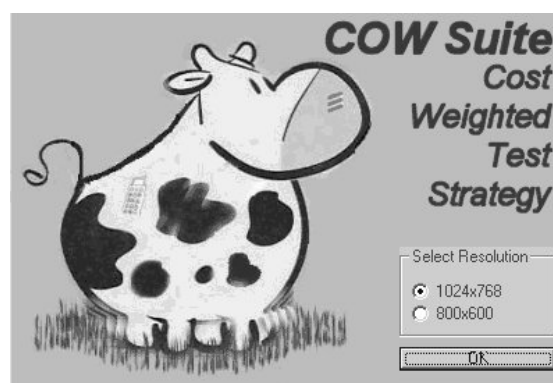 COW Suite
Cost
Weighted
Test
Strategy
Select Resolution
1024x768
800x600
OK